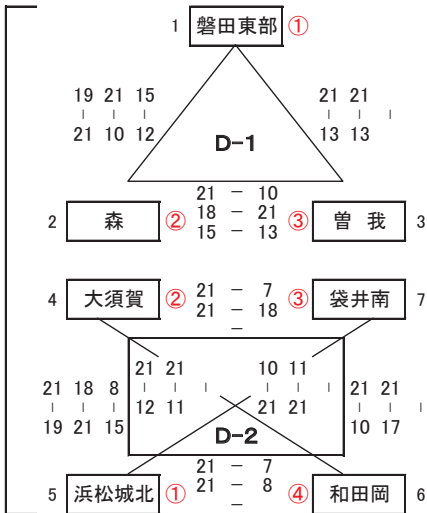 1 磐田東部 ①
19 21 15 21 21
- - - - - -
21 10 12 13 13
D-1
21 - 10
2 森 ② 18 - 21 ③ 曽 我 3
15 - 13
4 大須賀 ② 21 - 7 ③ 袋井南 7
21 - 18
-
21 21 10 11
21 18 8 - - - - - - 21 21
- - - 12 11 21 21 - - -
19 21 15 10 17
D-2
21 - 7
5 浜松城北 ① 21 - 8 ④ 和田岡 6
-